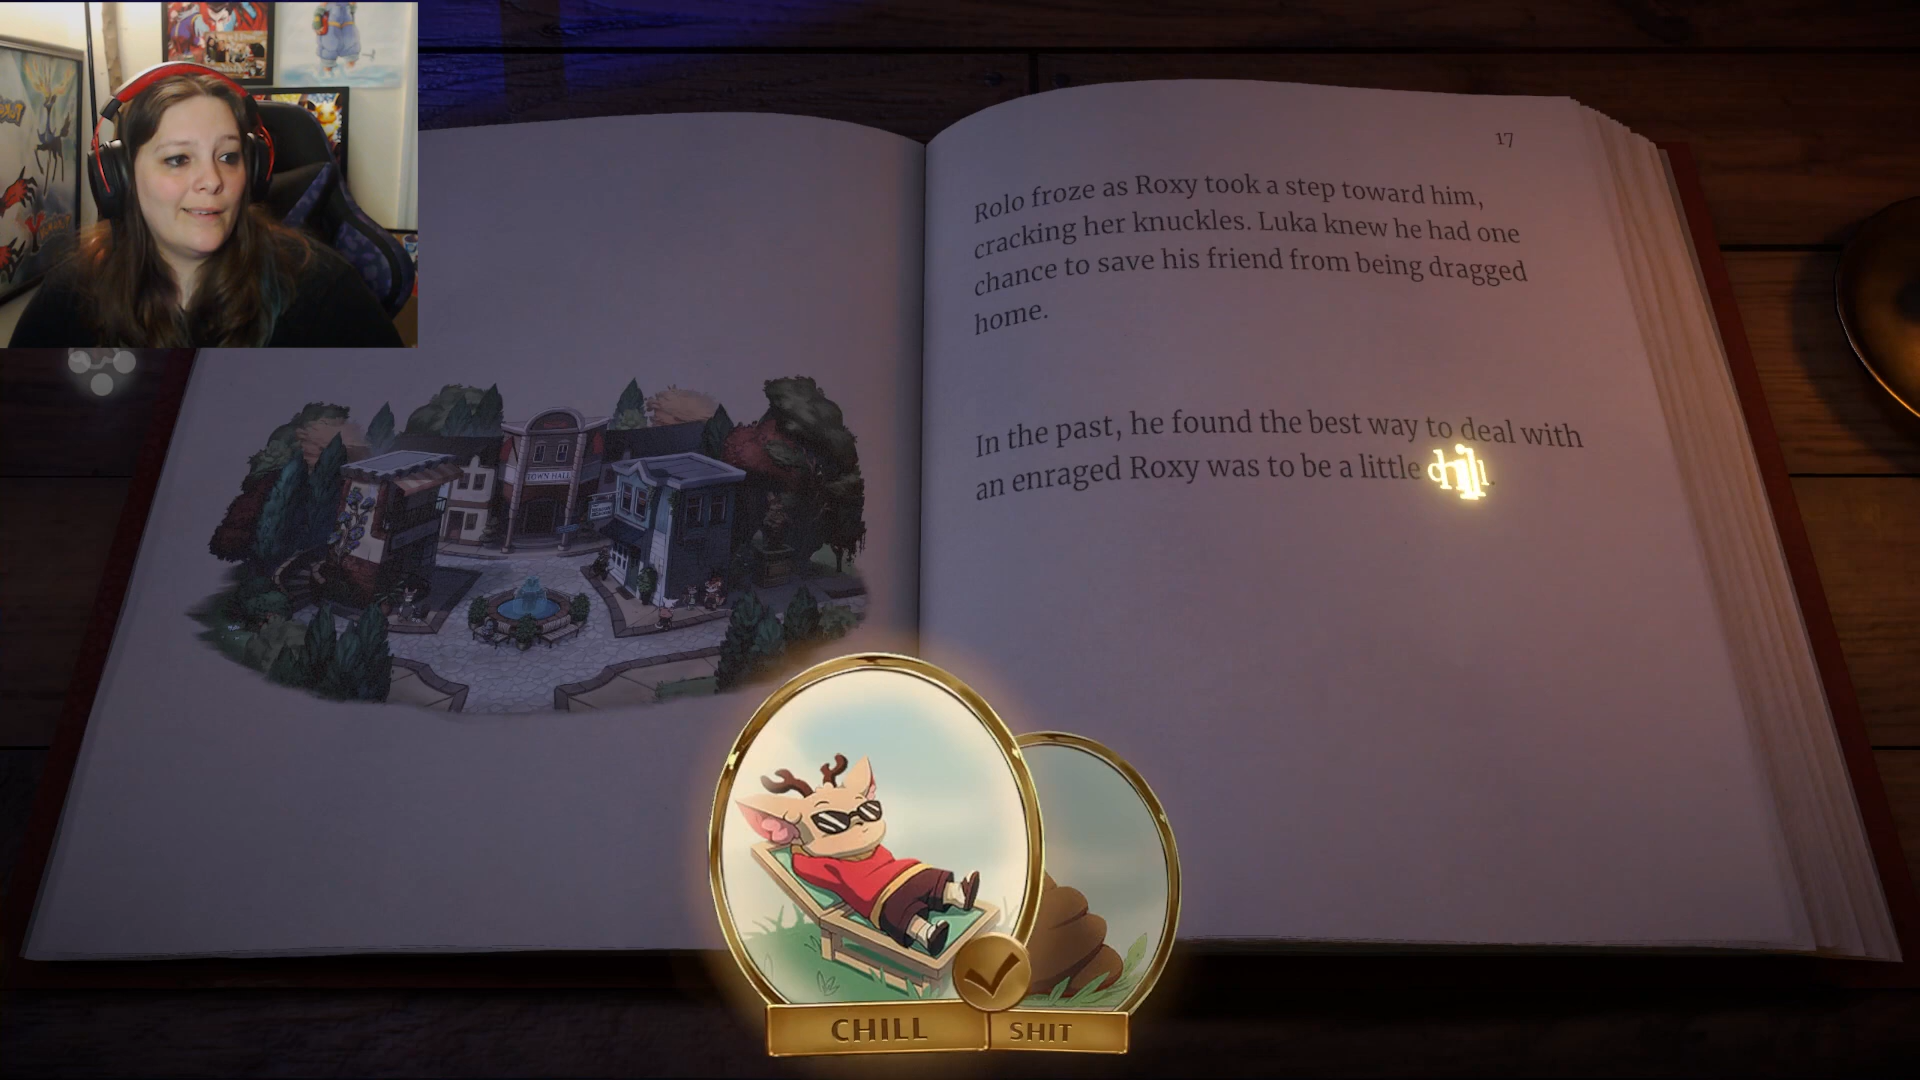 17
Rolo froze as Roxy took a step toward him,
cracking her knuckles. Luka knew he had one
chance to save his friend from being dragged
home.
In the past, he found the best way to deal with
an enraged Roxy was to be a little chill.
TOWN HALL
CHILL
SHIT